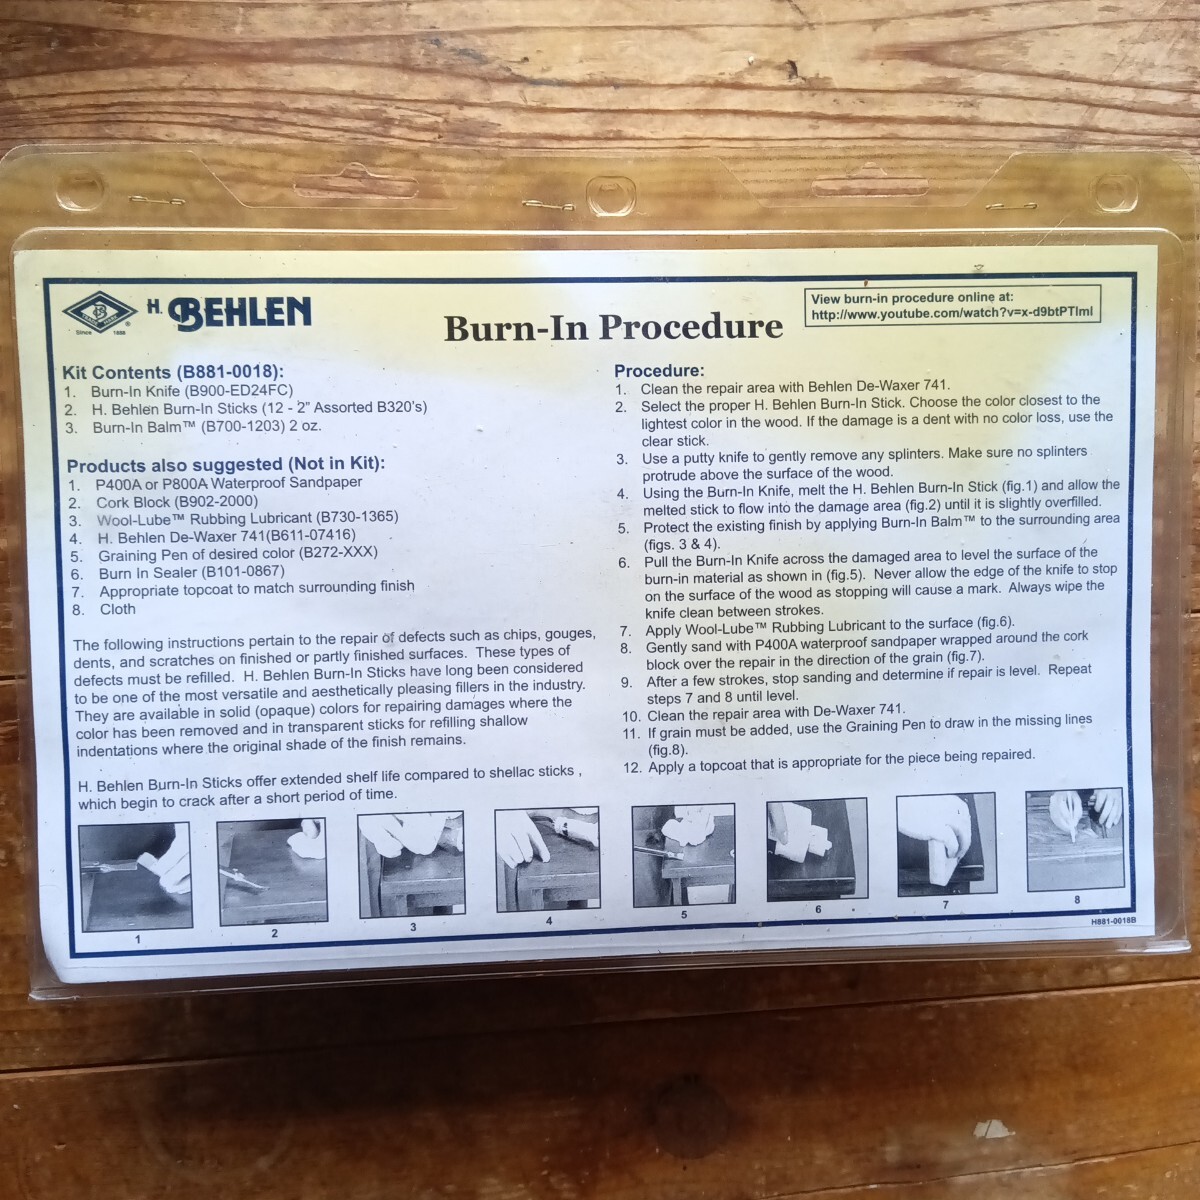 H. BEHLEN
TRADE MARK
Since 1888
®
Burn-In Procedure
View burn-in procedure online at:
http://www.youtube.com/watch?v=x-d9btPTlmI
Kit Contents (B881-0018):
1. Burn-In Knife (B900-ED24FC)
2. H. Behlen Burn-In Sticks (12 - 2" Assorted B320's)
3. Burn-In Balm™ (B700-1203) 2 oz.
Products also suggested (Not in Kit):
1. P400A or P800A Waterproof Sandpaper
2. Cork Block (B902-2000)
3. Wool-Lube™ Rubbing Lubricant (B730-1365)
4. H. Behlen De-Waxer 741(B611-07416)
5. Graining Pen of desired color (B272-XXX)
6. Burn In Sealer (B101-0867)
7. Appropriate topcoat to match surrounding finish
8. Cloth
The following instructions pertain to the repair of defects such as chips, gouges,
dents, and scratches on finished or partly finished surfaces. These types of
defects must be refilled. H. Behlen Burn-In Sticks have long been considered
to be one of the most versatile and aesthetically pleasing fillers in the industry.
They are available in solid (opaque) colors for repairing damages where the
color has been removed and in transparent sticks for refilling shallow
indentations where the original shade of the finish remains.
H. Behlen Burn-In Sticks offer extended shelf life compared to shellac sticks ,
which begin to crack after a short period of time.
Procedure:
1. Clean the repair area with Behlen De-Waxer 741.
2. Select the proper H. Behlen Burn-In Stick. Choose the color closest to the
lightest color in the wood. If the damage is a dent with no color loss, use the
clear stick.
3. Use a putty knife to gently remove any splinters. Make sure no splinters
protrude above the surface of the wood.
4. Using the Burn-In Knife, melt the H. Behlen Burn-In Stick (fig.1) and allow the
melted stick to flow into the damage area (fig.2) until it is slightly overfilled.
5. Protect the existing finish by applying Burn-In Balm™ to the surrounding area
(figs. 3 & 4).
6. Pull the Burn-In Knife across the damaged area to level the surface of the
burn-in material as shown in (fig.5). Never allow the edge of the knife to stop
on the surface of the wood as stopping will cause a mark. Always wipe the
knife clean between strokes.
7. Apply Wool-Lube™ Rubbing Lubricant to the surface (fig.6).
8. Gently sand with P400A waterproof sandpaper wrapped around the cork
block over the repair in the direction of the grain (fig.7).
9. After a few strokes, stop sanding and determine if repair is level. Repeat
steps 7 and 8 until level.
10. Clean the repair area with De-Waxer 741.
11. If grain must be added, use the Graining Pen to draw in the missing lines
(fig.8).
12. Apply a topcoat that is appropriate for the piece being repaired.
1
2
3
4
5
6
7
8
H881-0018B